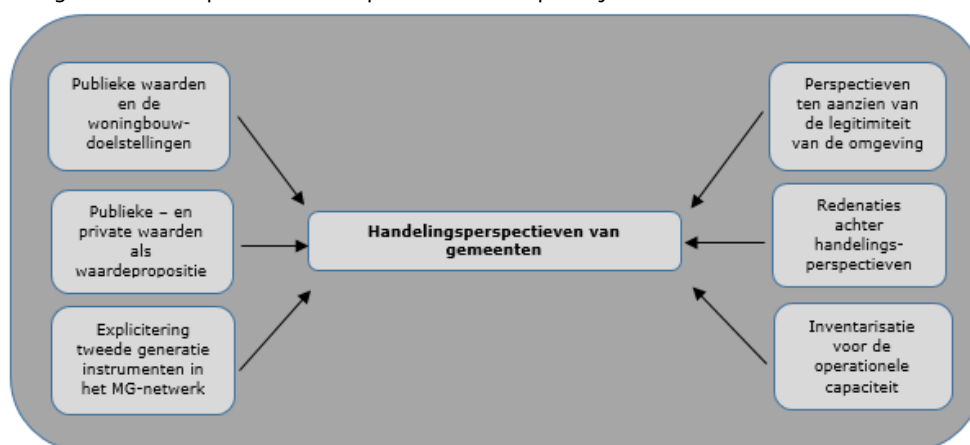 Publieke waarden
en de
woningbouw-
doelstellingen
Publieke – en
private waarden
als
waardepropositie
Explicitering
tweede generatie
instrumenten in
het MG-netwerk
Handelingsperspectieven van
gemeenten
Perspectieven
ten aanzien van
de legitimiteit
van de omgeving
Redenaties
achter
handelings-
perspectieven
Inventarisatie
voor de
operationele
capaciteit